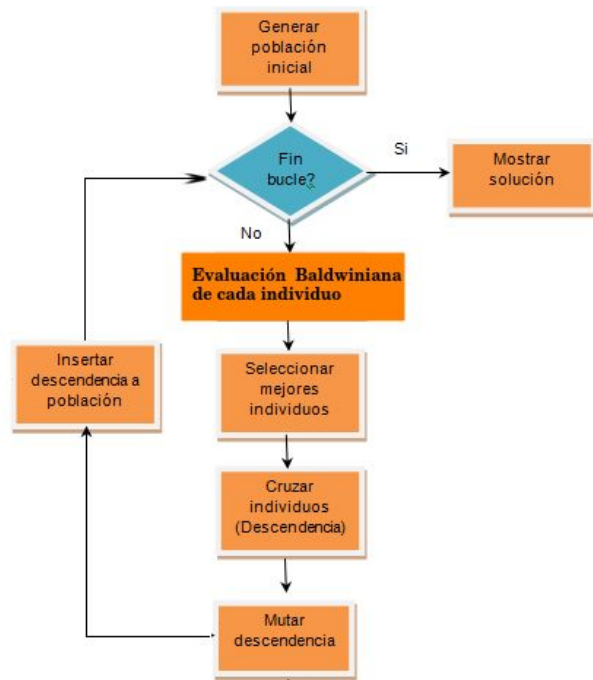 Generar
población
inicial
Fin
bucle?
Si
Mostrar
solución
No
Evaluación Baldwiniana
de cada individuo
Seleccionar
mejores
individuos
Insertar
descendencia a
población
Cruzar
individuos
(Descendencia)
Mutar
descendencia